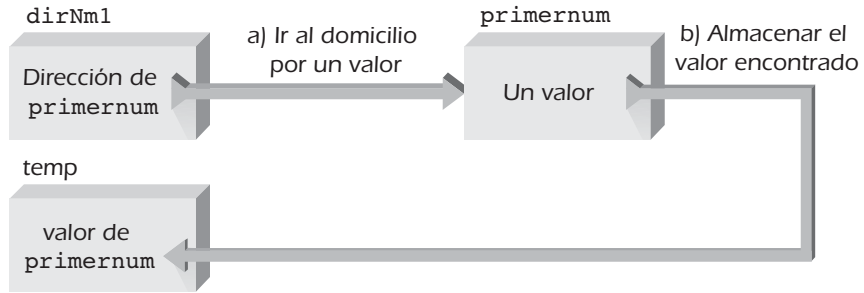 dirNm1
Dirección de
primernum
a) Ir al domicilio
por un valor
primernum
Un valor
b) Almacenar el
valor encontrado
temp
valor de
primernum